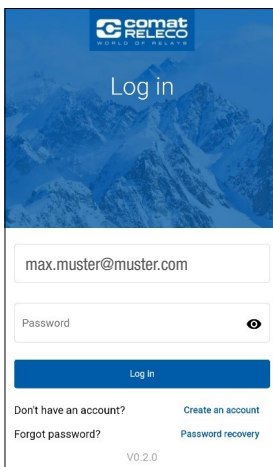 comat
RELECO
WORLD OF RELAYS
Log in
max.muster@muster.com
Password
Log In
Don't have an account? Create an account
Forgot password? Password recovery
V0.2.0